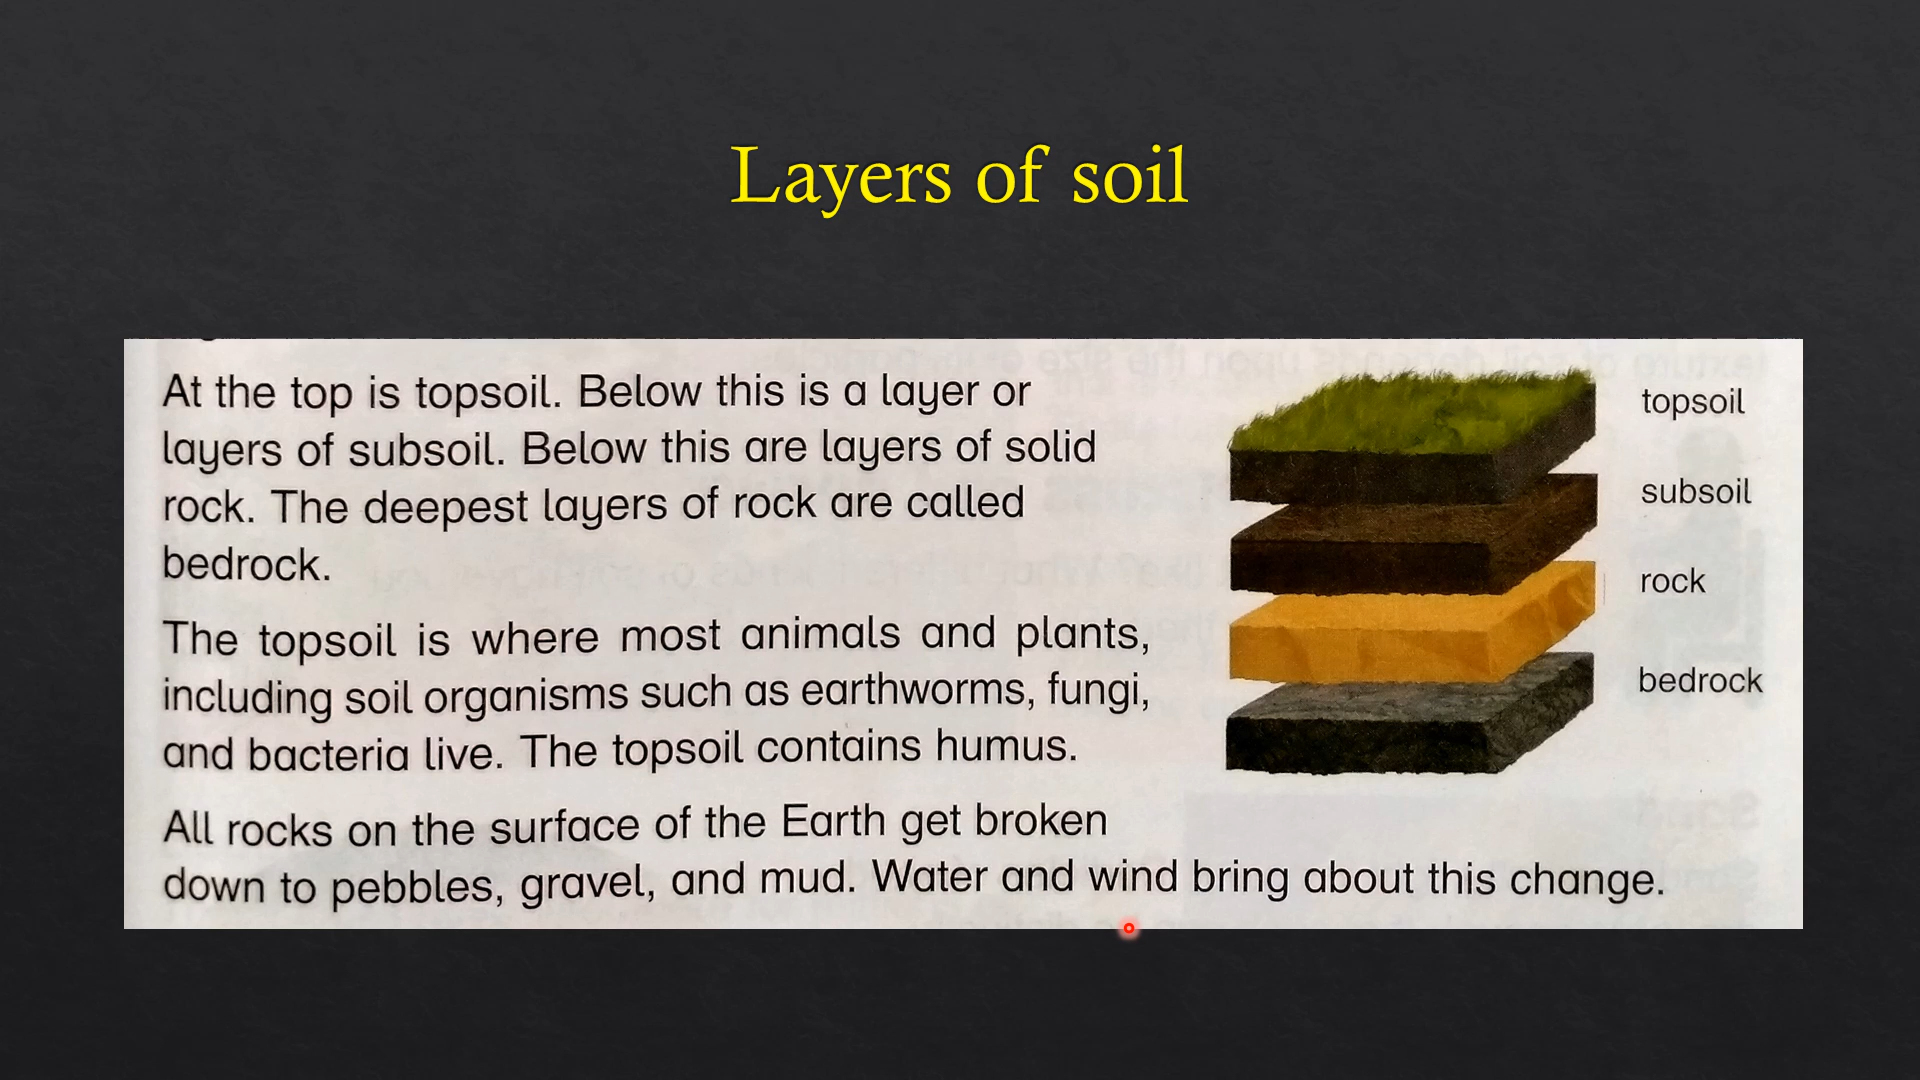 Layers of soil
At the top is topsoil. Below this is a layer or
layers of subsoil. Below this are layers of solid
rock. The deepest layers of rock are called
bedrock.
The topsoil is where most animals and plants,
including soil organisms such as earthworms, fungi,
and bacteria live. The topsoil contains humus.
All rocks on the surface of the Earth get broken
down to pebbles, gravel, and mud. Water and wind bring about this change.
topsoil
subsoil
rock
bedrock